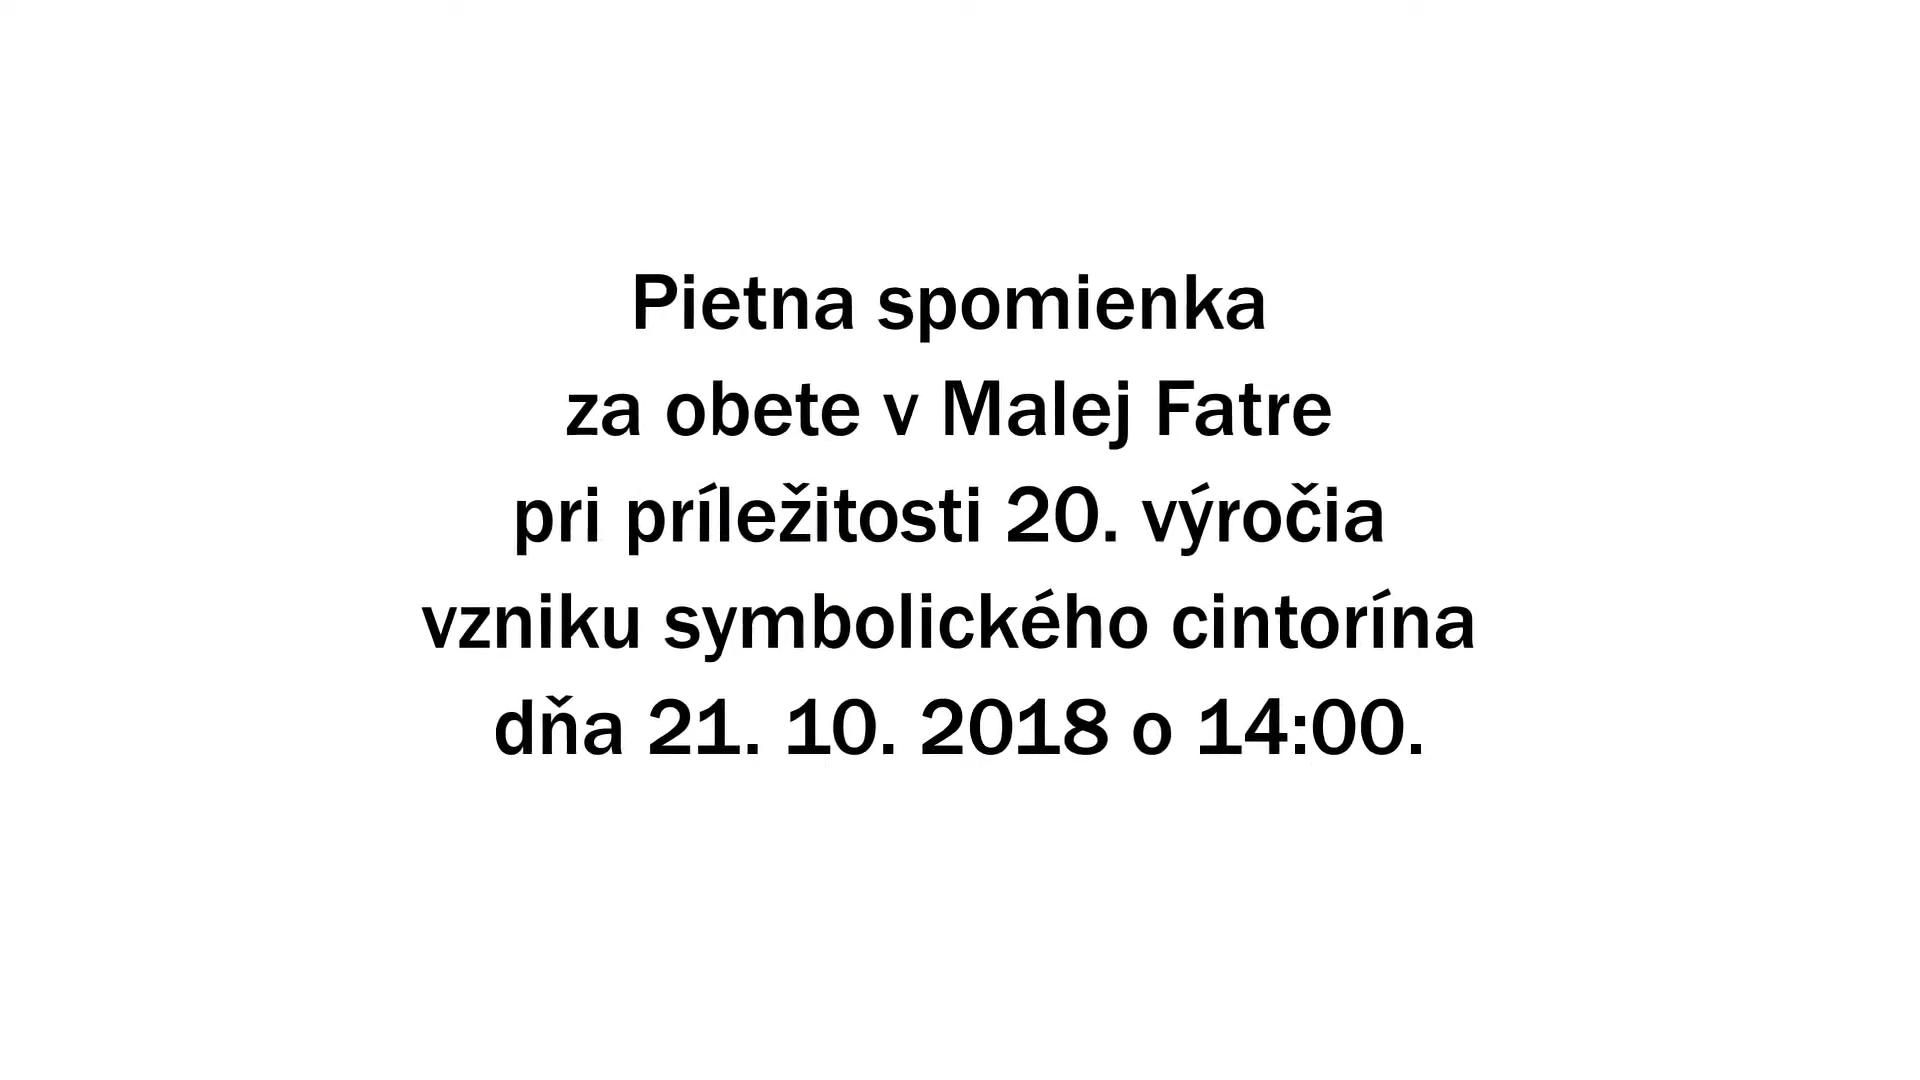 Pietna spomienka
za obete v Malej Fatre
pri príležitosti 20. výročia
vzniku symbolického cintorína
dňa 21. 10. 2018 o 14:00.